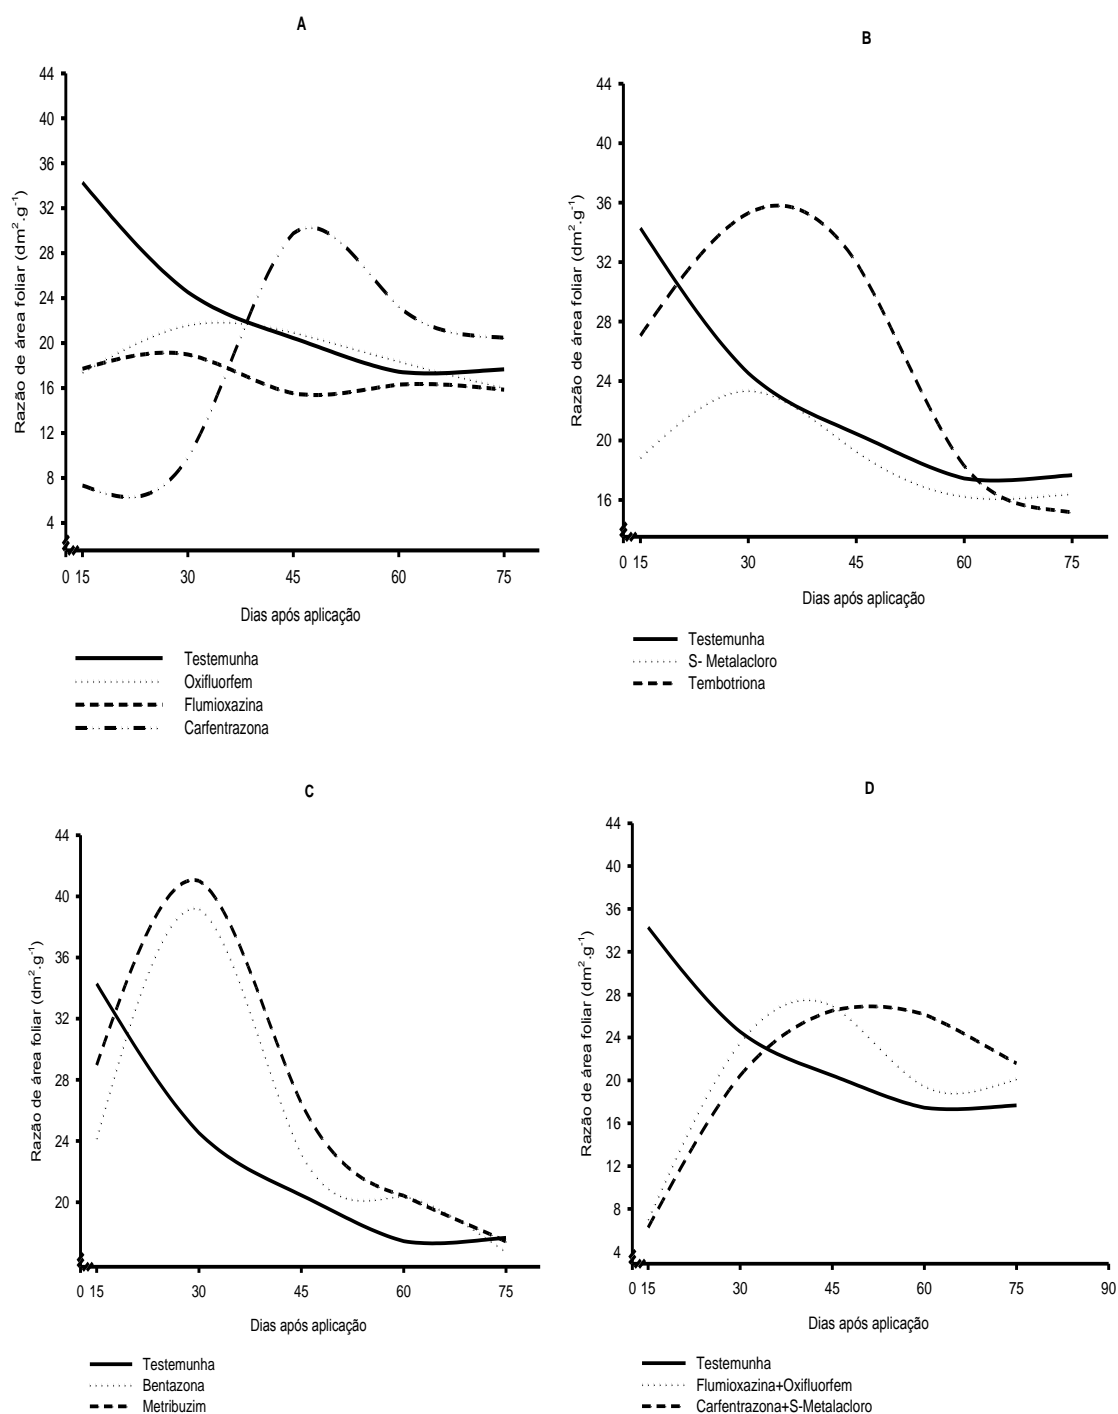 A
44
40
36
32
28
24
20
16
12
8
4
Razão de área foliar (dm².g⁻¹)
0 15 30 45 60 75
Dias após aplicação
Testemunha
Oxifluorfem
Flumioxazina
Carfentrazona
B
44
40
36
32
28
24
20
16
Razão de área foliar (dm².g⁻¹)
0 15 30 45 60 75
Dias após aplicação
Testemunha
S- Metalacloro
Tembotriona
C
44
40
36
32
28
24
20
Razão de área foliar (dm².g⁻¹)
0 15 30 45 60 75
Dias após aplicação
Testemunha
Bentazona
Metribuzim
D
44
40
36
32
28
24
20
16
12
8
4
Razão de área foliar (dm².g⁻¹)
0 15 30 45 60 75 90
Dias após aplicação
Testemunha
Flumioxazina+Oxifluorfem
Carfentrazona+S-Metalacloro